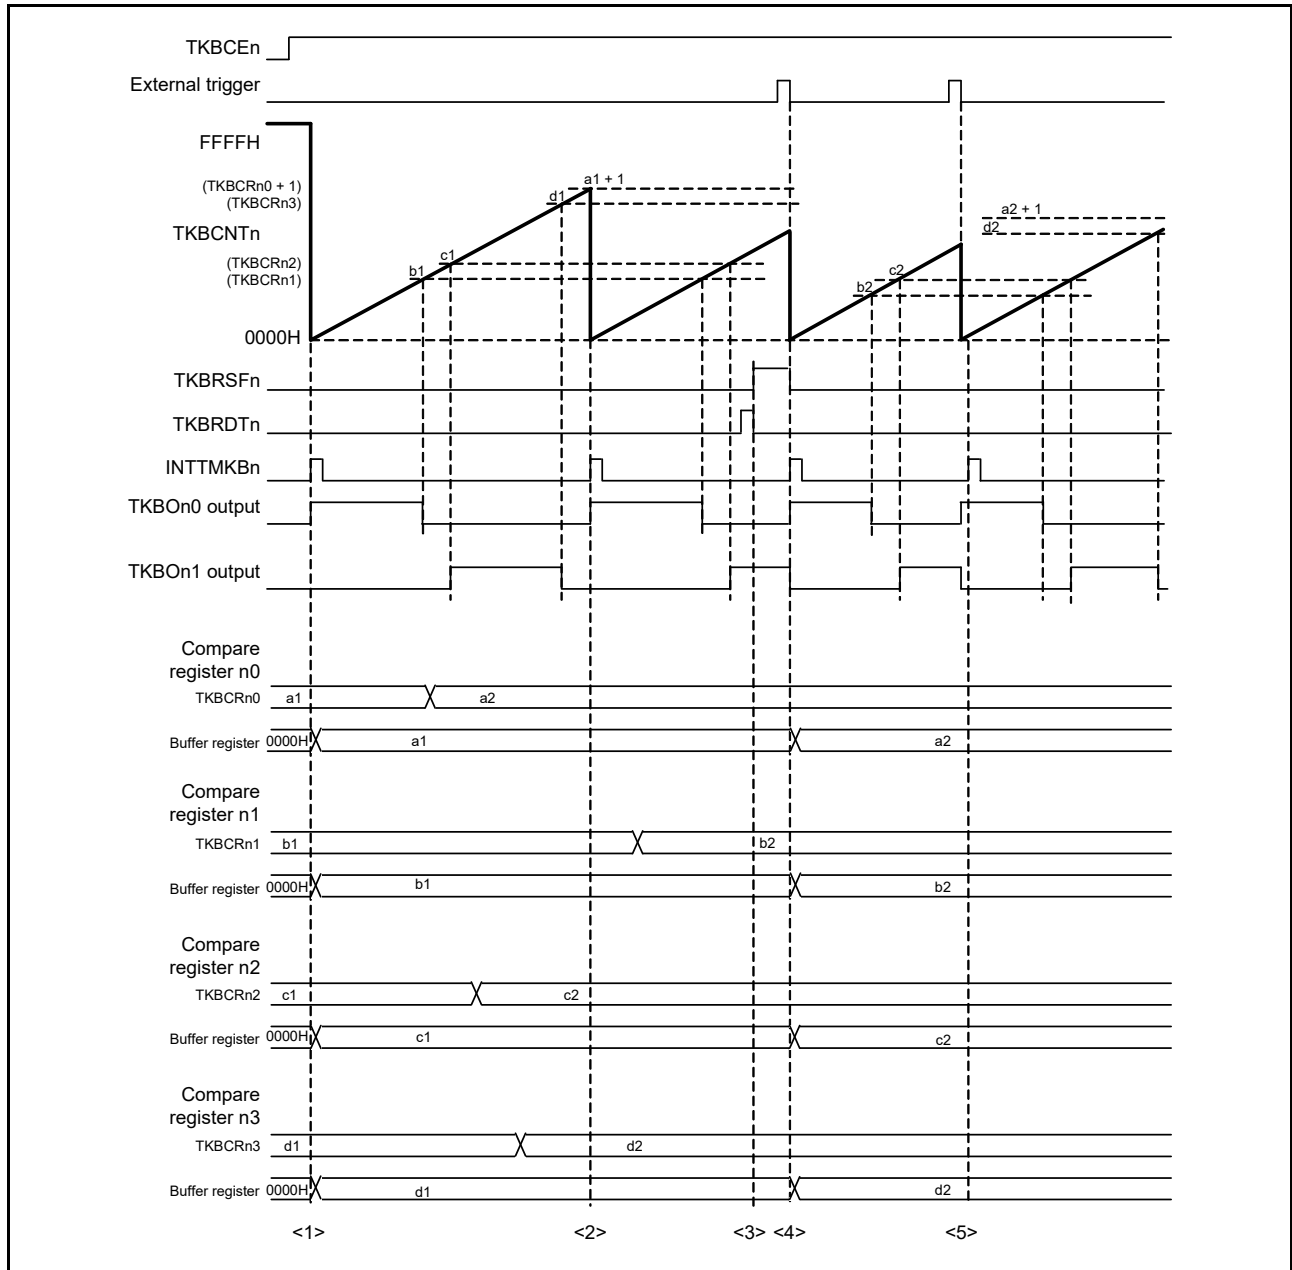 TKBCEn
External trigger
FFFFH
(TKBCRn0 + 1)
a1 + 1
(TKBCRn3)
d1
a2 + 1
TKBCNTn
d2
(TKBCRn2)
c1
c2
(TKBCRn1)
b1
b2
0000H
TKBRSFn
TKBRDTn
INTTMKBn
TKBOn0 output
TKBOn1 output
Compare
register n0
TKBCRn0 a1 a2
Buffer register 0000H a1 a2
Compare
register n1
TKBCRn1 b1 b2
Buffer register 0000H b1 b2
Compare
register n2
TKBCRn2 c1 c2
Buffer register 0000H c1 c2
Compare
register n3
TKBCRn3 d1 d2
Buffer register 0000H d1 d2
<1> <2> <3> <4> <5>